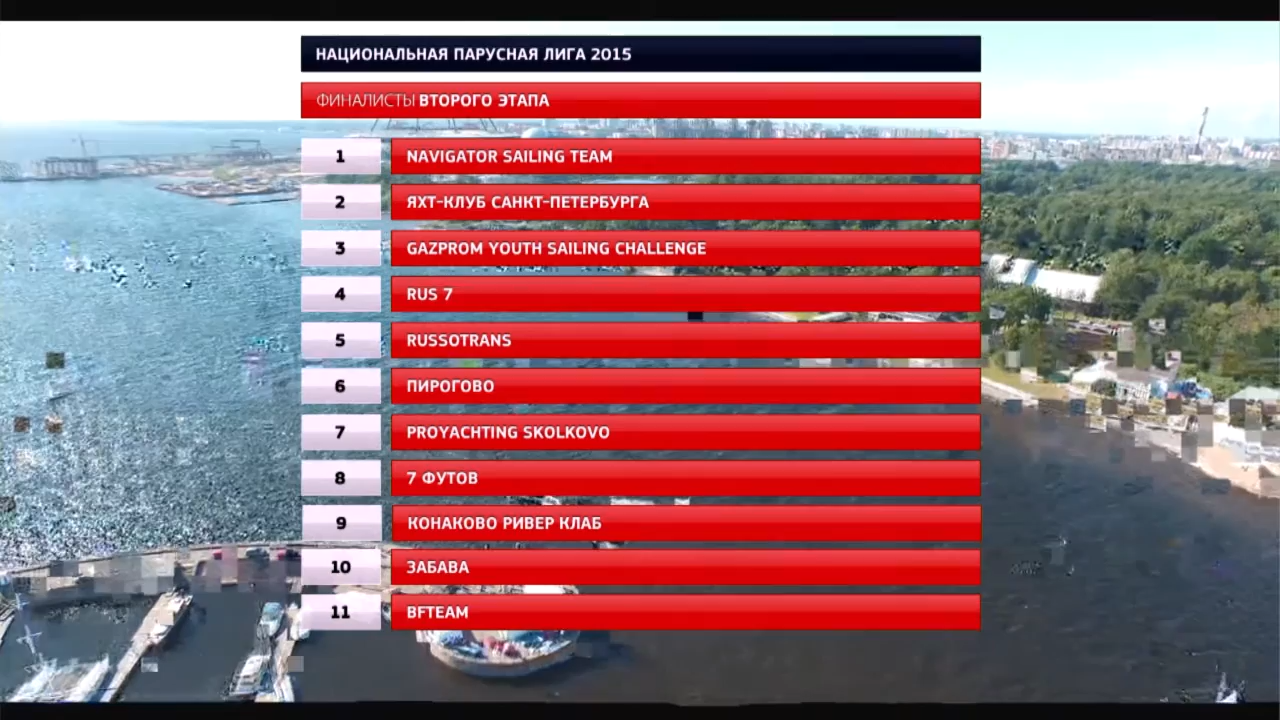 НАЦИОНАЛЬНАЯ ПАРУСНАЯ ЛИГА 2015
ФИНАЛИСТЫ ВТОРОГО ЭТАПА
1 NAVIGATOR SAILING TEAM
2 ЯХТ-КЛУБ САНКТ-ПЕТЕРБУРГА
3 GAZPROM YOUTH SAILING CHALLENGE
4 RUS 7
5 RUSSOTRANS
6 ПИРОГОВО
7 PROYACHTING SKOLKOVO
8 7 ФУТОВ
9 КОНАКОВО РИВЕР КЛАБ
10 ЗАБАВА
11 BFTEAM